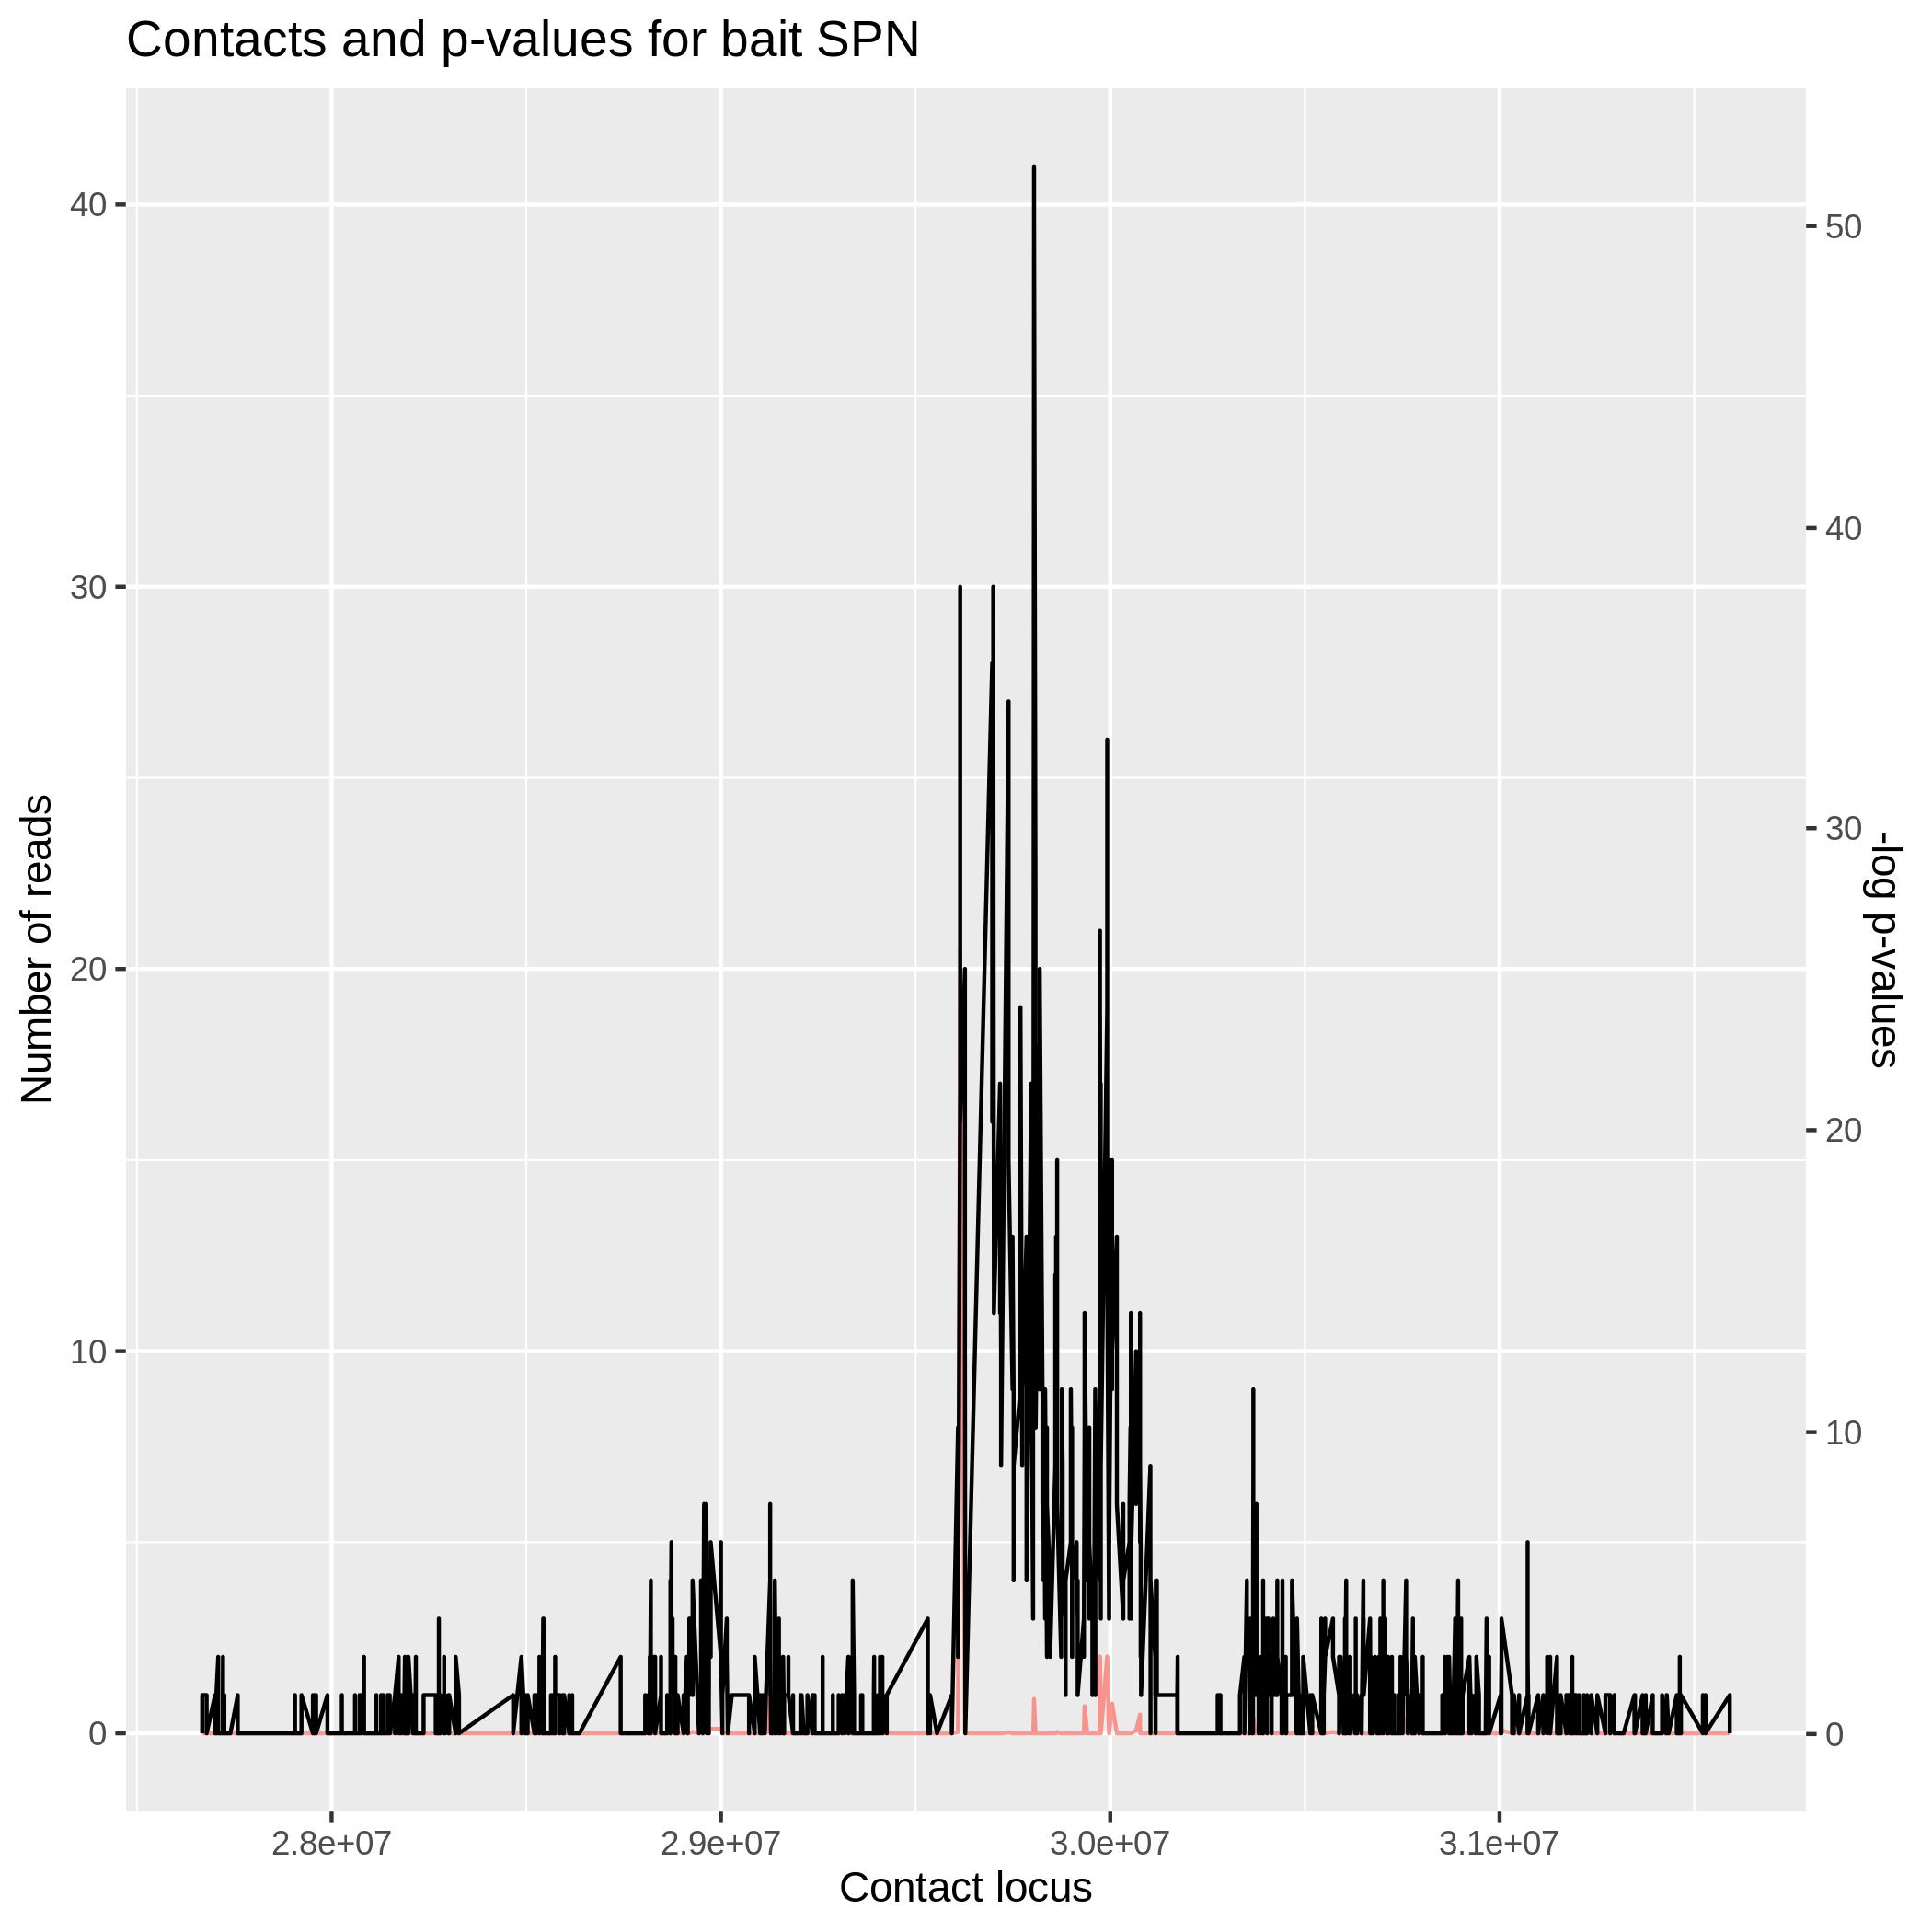 Contacts and p-values for bait SPN
40
30
20
10
0
Number of reads
50
40
30
20
10
0
-log p-values
2.8e+07
2.9e+07
3.0e+07
3.1e+07
Contact locus